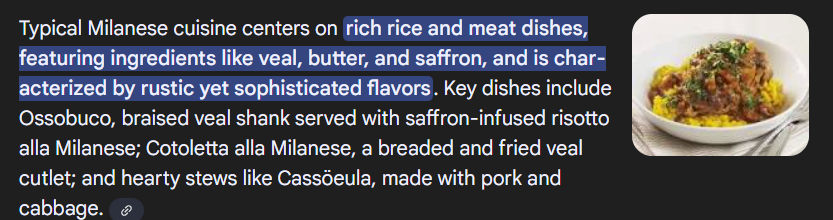 Typical Milanese cuisine centers on rich rice and meat dishes,
featuring ingredients like veal, butter, and saffron, and is char-
acterized by rustic yet sophisticated flavors. Key dishes include
Ossobuco, braised veal shank served with saffron-infused risotto
alla Milanese; Cotoletta alla Milanese, a breaded and fried veal
cutlet; and hearty stews like Cassöeula, made with pork and
cabbage.